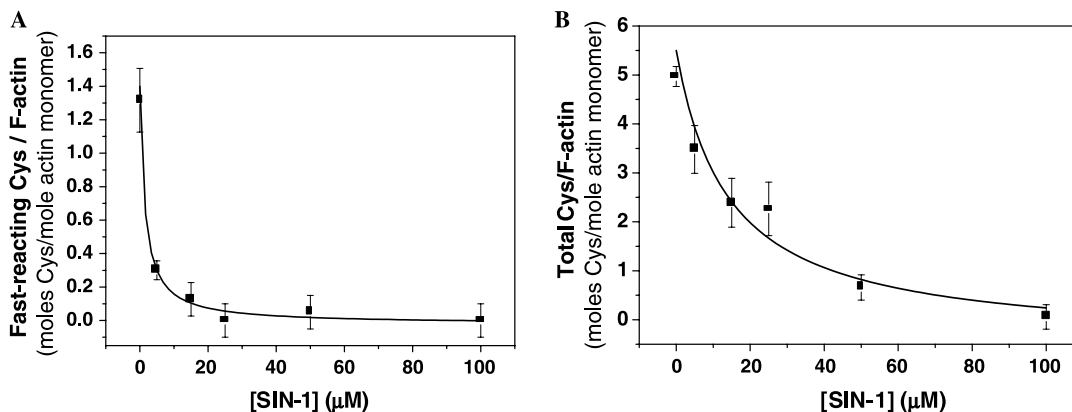 A
Fast-reacting Cys / F-actin
(moles Cys/mole actin monomer)
1.6
1.4
1.2
1.0
0.8
0.6
0.4
0.2
0.0
0 20 40 60 80 100
[SIN-1] (μM)
B
Total Cys/F-actin
(moles Cys/mole actin monomer)
6
5
4
3
2
1
0
0 20 40 60 80 100
[SIN-1] (μM)